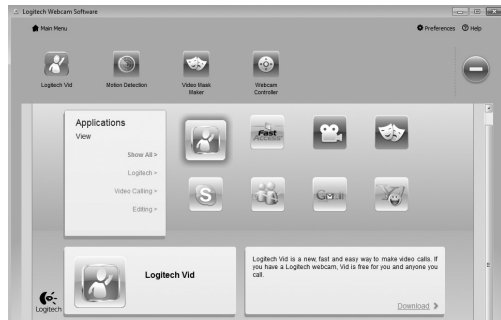 Logitech Webcam Software
Main Menu
Preferences
Help
Logitech Vid
Motion Detection
Video Mask
Maker
Webcam
Controller
Applications
View
Show All >
Logitech >
Video Calling >
Editing >
Fast
Access
Logitech Vid
Logitech Vid is a new, fast and easy way to make video calls. If
you have a Logitech webcam, Vid is free for you and anyone you
call.
Download
Logitech